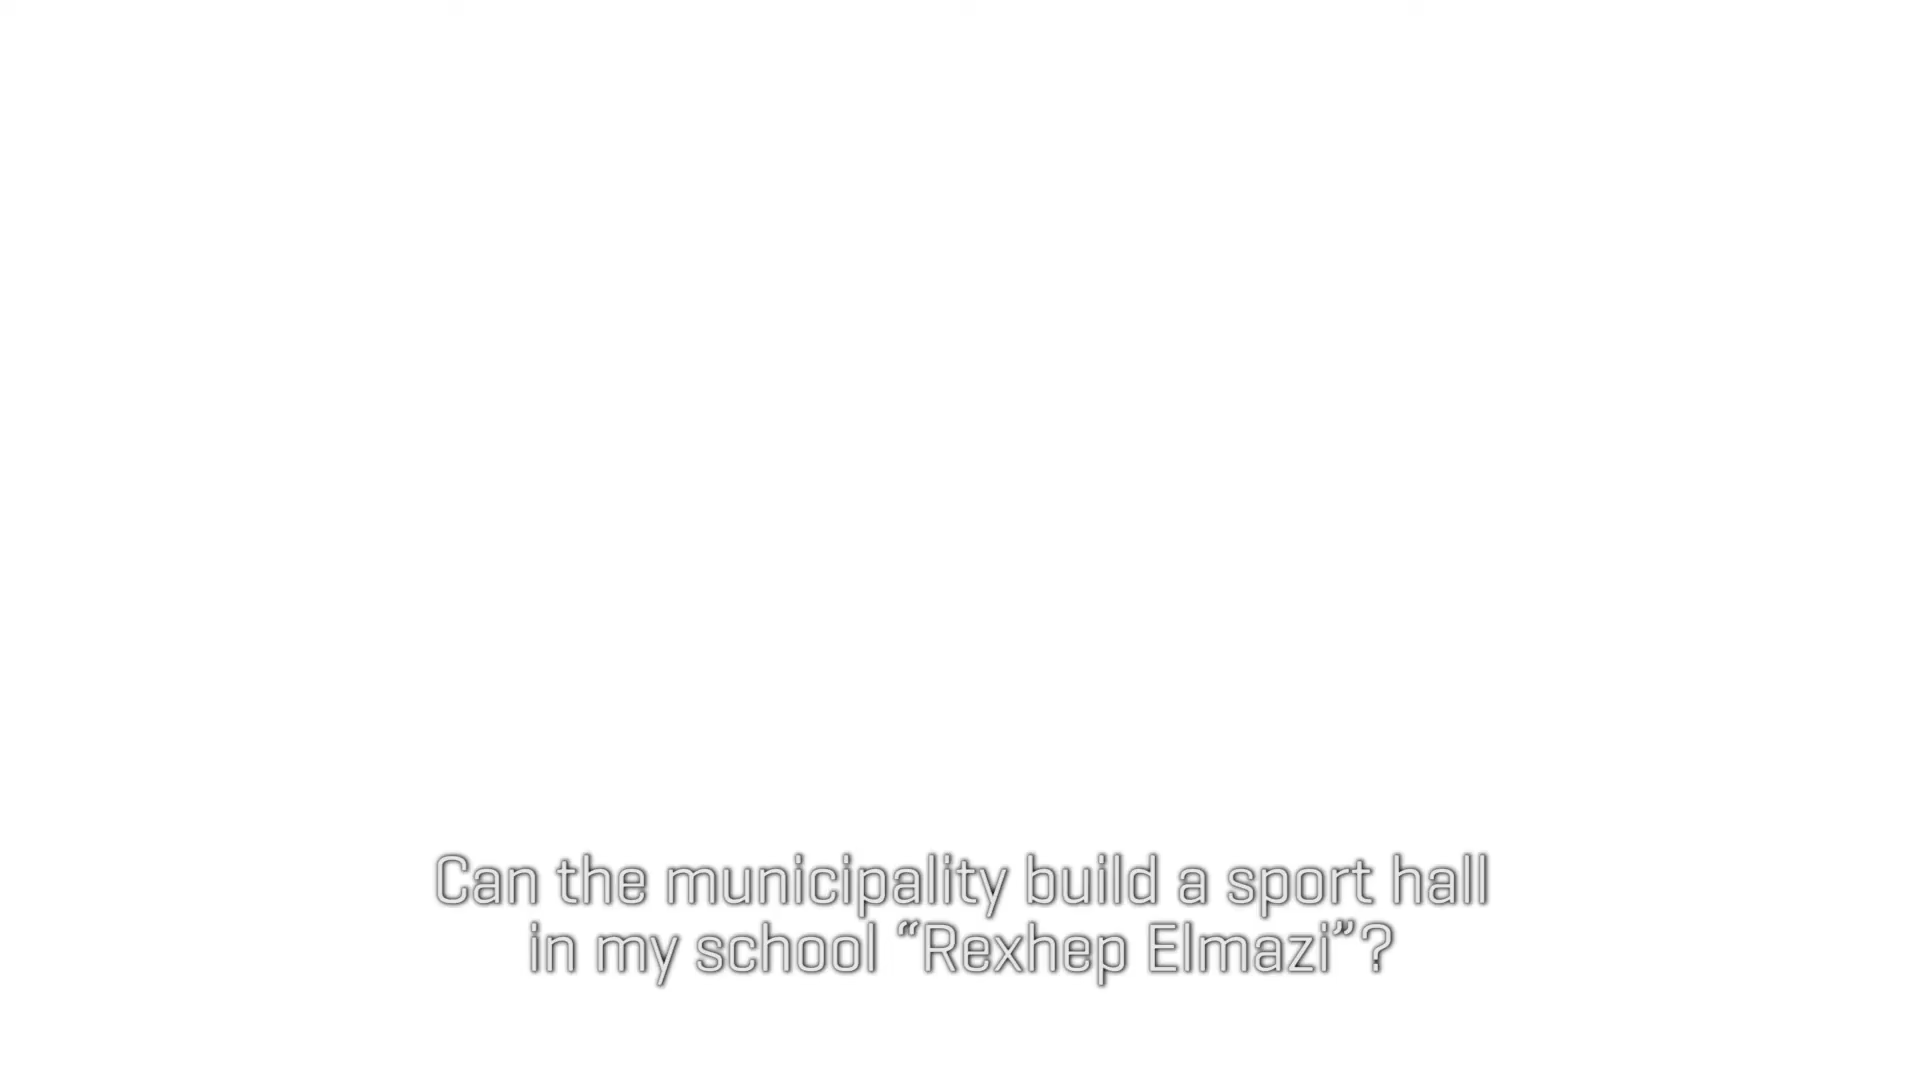 Can the municipality build a sport hall
in my school “Rexhep Elmazi”?